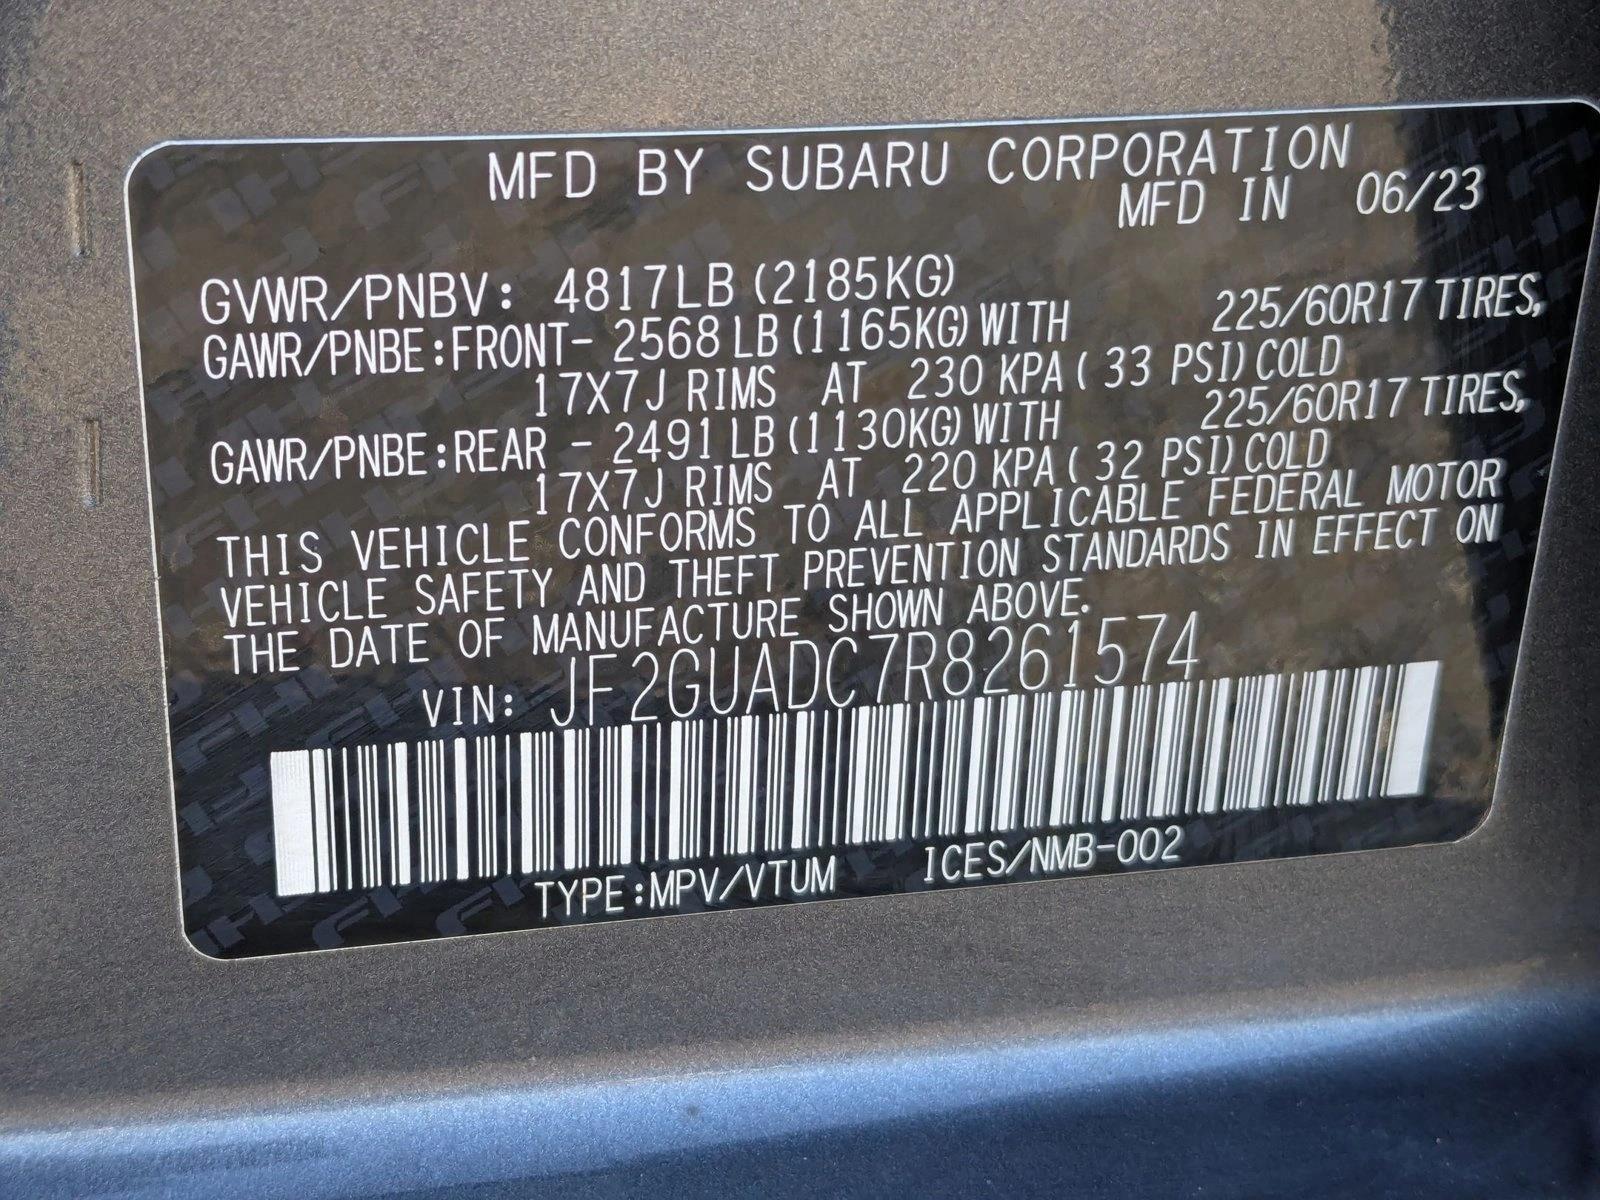 MFD BY SUBARU CORPORATION
MFD IN 06/23
GVWR/PNBV: 4817LB (2185KG)
GAWR/PNBE:FRONT- 2568 LB (1165KG) WITH 225/60R17 TIRES,
17X7J RIMS AT 230 KPA ( 33 PSI) COLD
GAWR/PNBE:REAR - 2491 LB (1130KG) WITH 225/60R17 TIRES,
17X7J RIMS AT 220 KPA ( 32 PSI) COLD
THIS VEHICLE CONFORMS TO ALL APPLICABLE FEDERAL MOTOR
VEHICLE SAFETY AND THEFT PREVENTION STANDARDS IN EFFECT ON
THE DATE OF MANUFACTURE SHOWN ABOVE.
VIN: JF2GUADC7R8261574
TYPE:MPV/VTUM ICES/NMB-002